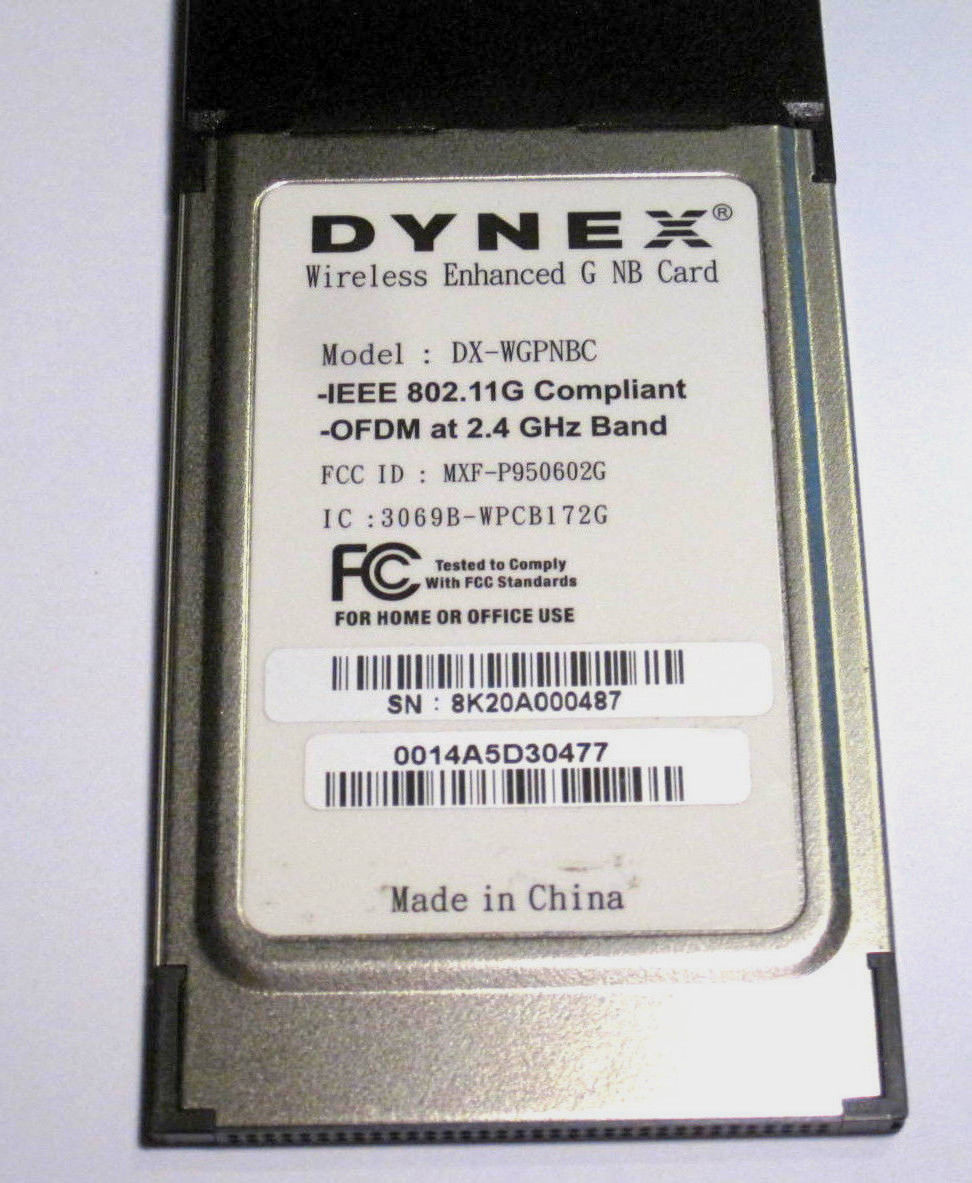 DYNEX®
Wireless Enhanced G NB Card
Model : DX-WGPNBC
-IEEE 802.11G Compliant
-OFDM at 2.4 GHz Band
FCC ID : MXF-P950602G
IC :3069B-WPCB172G
FC Tested to Comply
With FCC Standards
FOR HOME OR OFFICE USE
SN : 8K20A000487
0014A5D30477
Made in China